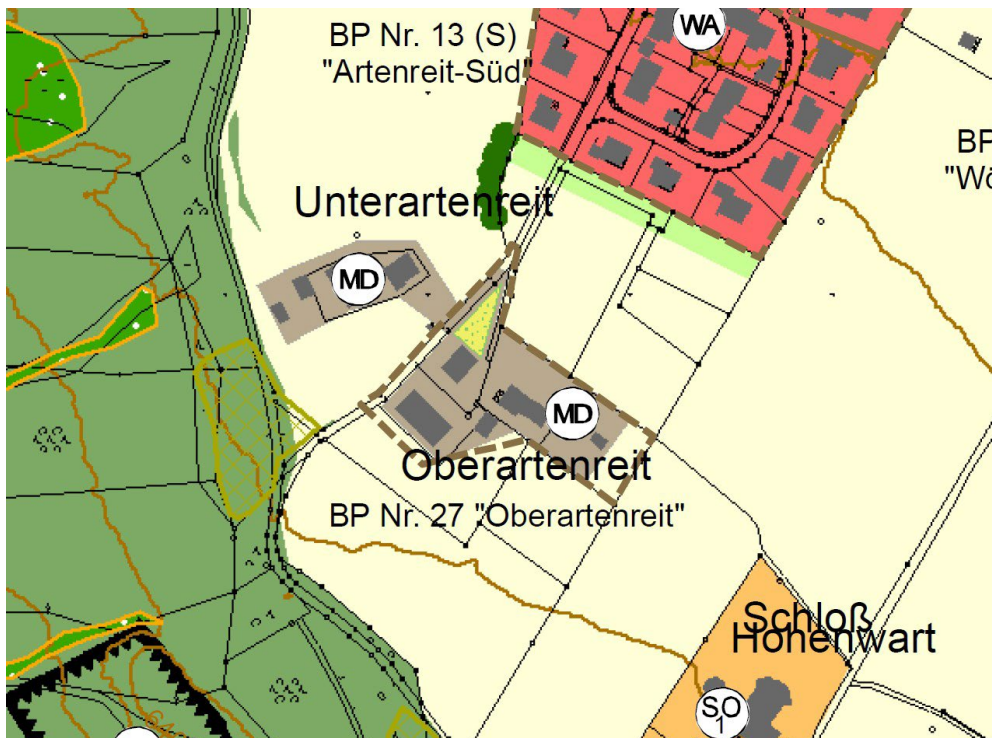 BP Nr. 13 (S)
"Artenreit-Süd"
WA
BP
"Wö
Unterartenreit
MD
MD
Oberartenreit
BP Nr. 27 "Oberartenreit"
Schloß
Hohenwart
SO
1